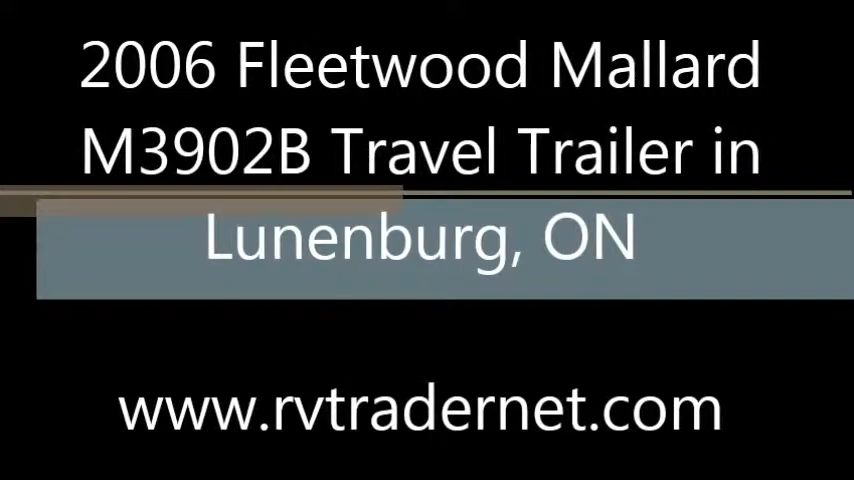 2006 Fleetwood Mallard
M3902B Travel Trailer in
Lunenburg, ON
www.rvtradernet.com